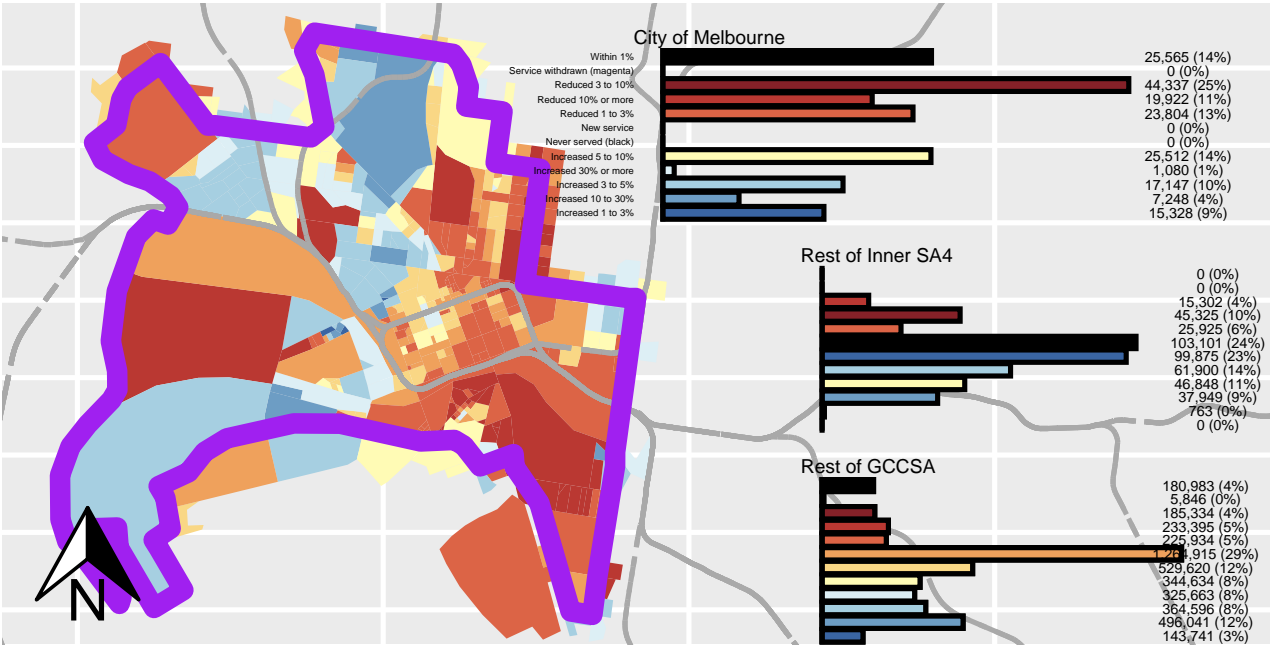 City of Melbourne
Within 1% 25,565 (14%)
Service withdrawn (magenta) 0 (0%)
Reduced 3 to 10% 44,337 (25%)
Reduced 10% or more 19,922 (11%)
Reduced 1 to 3% 23,804 (13%)
New service 0 (0%)
Never served (black) 0 (0%)
Increased 5 to 10% 25,512 (14%)
Increased 30% or more 1,080 (1%)
Increased 3 to 5% 17,147 (10%)
Increased 10 to 30% 7,248 (4%)
Increased 1 to 3% 15,328 (9%)
Rest of Inner SA4
0 (0%)
0 (0%)
15,302 (4%)
45,325 (10%)
25,925 (6%)
103,101 (24%)
99,875 (23%)
61,900 (14%)
46,848 (11%)
37,949 (9%)
763 (0%)
0 (0%)
Rest of GCCSA
180,983 (4%)
5,846 (0%)
185,334 (4%)
233,395 (5%)
225,934 (5%)
(29%)
529,620 (12%)
344,634 (8%)
325,663 (8%)
364,596 (8%)
496,041 (12%)
143,741 (3%)
N